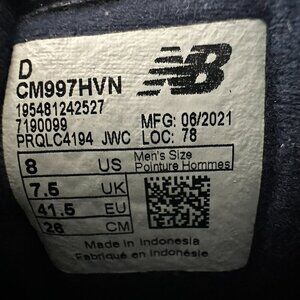 D
CM997HVN
195481242527
7190099 MFG: 06/2021
PRQLC4194 JWC LOC: 78
8 US Men's Size
Pointure Hommes
7.5 UK
41.5 EU
26 CM
Made in Indonesia
Fabriqué en Indonésie
NB